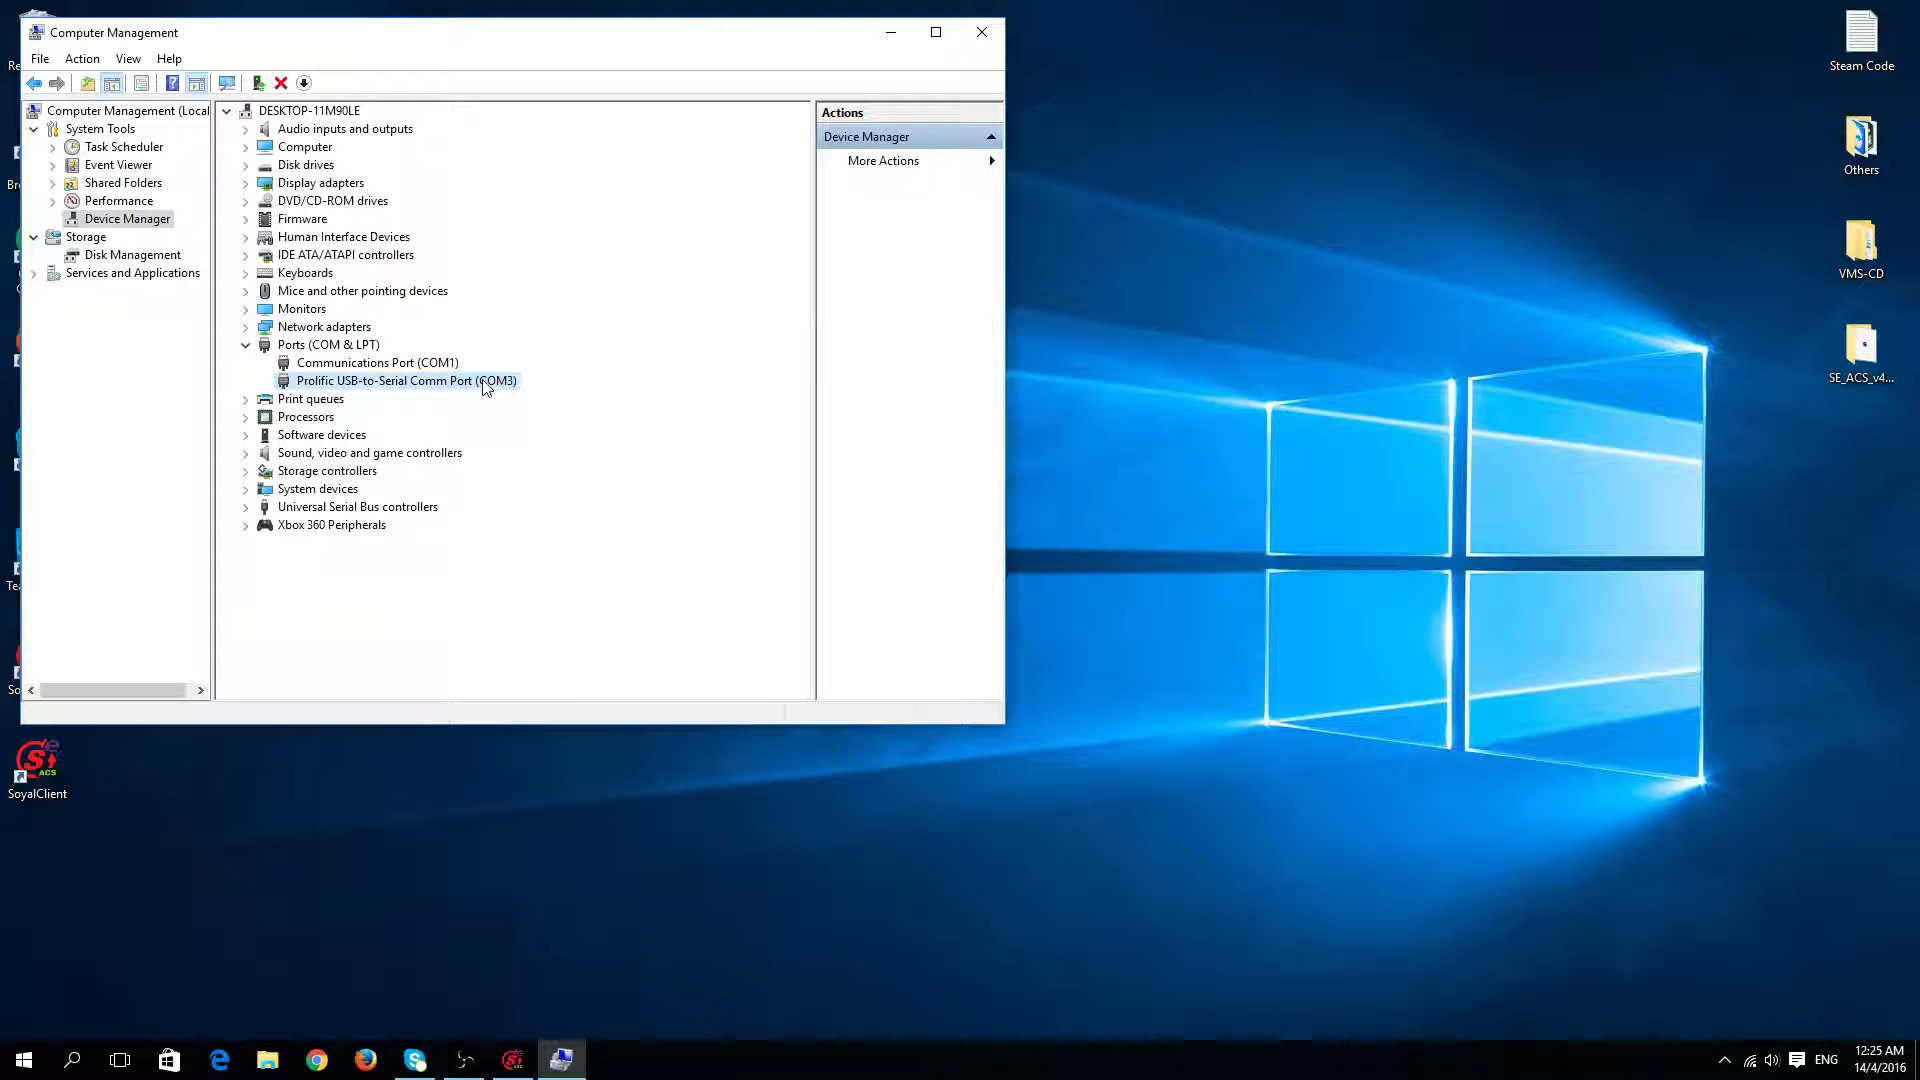 Computer Management
File Action View Help
Computer Management (Local
System Tools
Task Scheduler
Event Viewer
Shared Folders
Performance
Device Manager
Storage
Disk Management
Services and Applications
DESKTOP-11M90LE
Audio inputs and outputs
Computer
Disk drives
Display adapters
DVD/CD-ROM drives
Firmware
Human Interface Devices
IDE ATA/ATAPI controllers
Keyboards
Mice and other pointing devices
Monitors
Network adapters
Ports (COM & LPT)
Communications Port (COM1)
Prolific USB-to-Serial Comm Port (COM3)
Print queues
Processors
Software devices
Sound, video and game controllers
Storage controllers
System devices
Universal Serial Bus controllers
Xbox 360 Peripherals
Actions
Device Manager
More Actions
Steam Code
Others
VMS-CD
SE_ACS_v4...
Re
Br
Te
So
ACS
SoyalClient
ENG
12:25 AM
14/4/2016